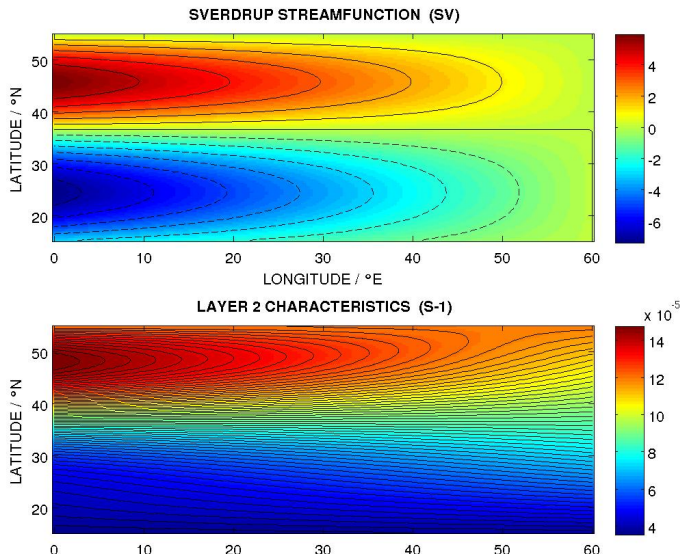 SVERDRUP STREAMFUNCTION (SV)
LATITUDE / °N
50
40
30
20
0 10 20 30 40 50 60
LONGITUDE / °E
4
2
0
-2
-4
-6
LAYER 2 CHARACTERISTICS (S-1)
x 10^-5
LATITUDE / °N
50
40
30
20
0 10 20 30 40 50 60
14
12
10
8
6
4